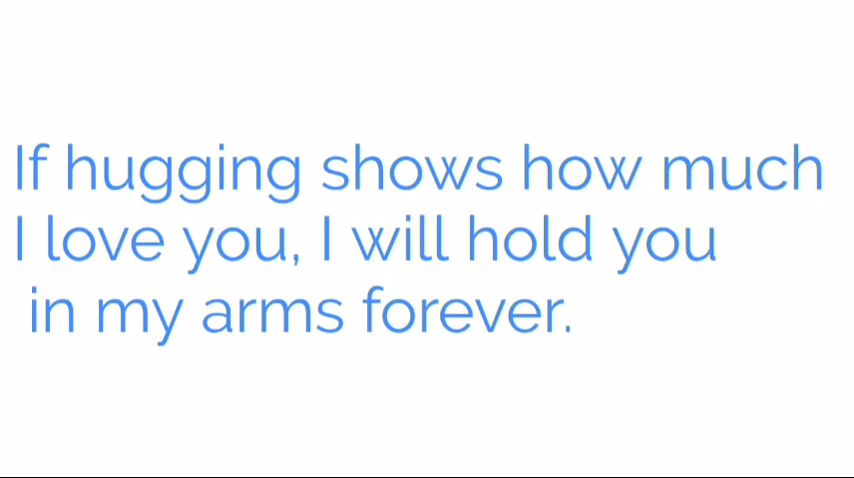 If hugging shows how much
I love you, I will hold you
in my arms forever.